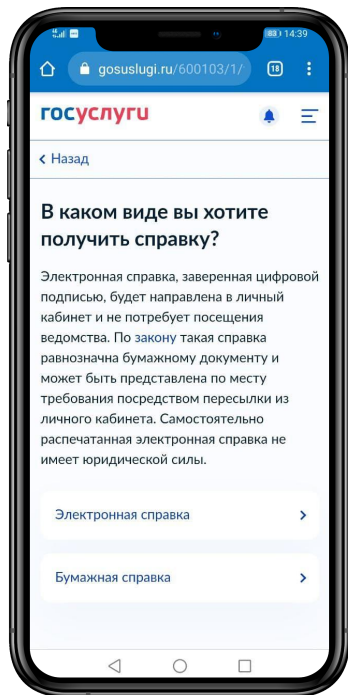 83 14:39
gosuslugi.ru/600103/1/ 18
госуслуги
Назад
В каком виде вы хотите
получить справку?
Электронная справка, заверенная цифровой
подписью, будет направлена в личный
кабинет и не потребует посещения
ведомства. По закону такая справка
равнозначна бумажному документу и
может быть представлена по месту
требования посредством пересылки из
личного кабинета. Самостоятельно
распечатанная электронная справка не
имеет юридической силы.
Электронная справка
Бумажная справка